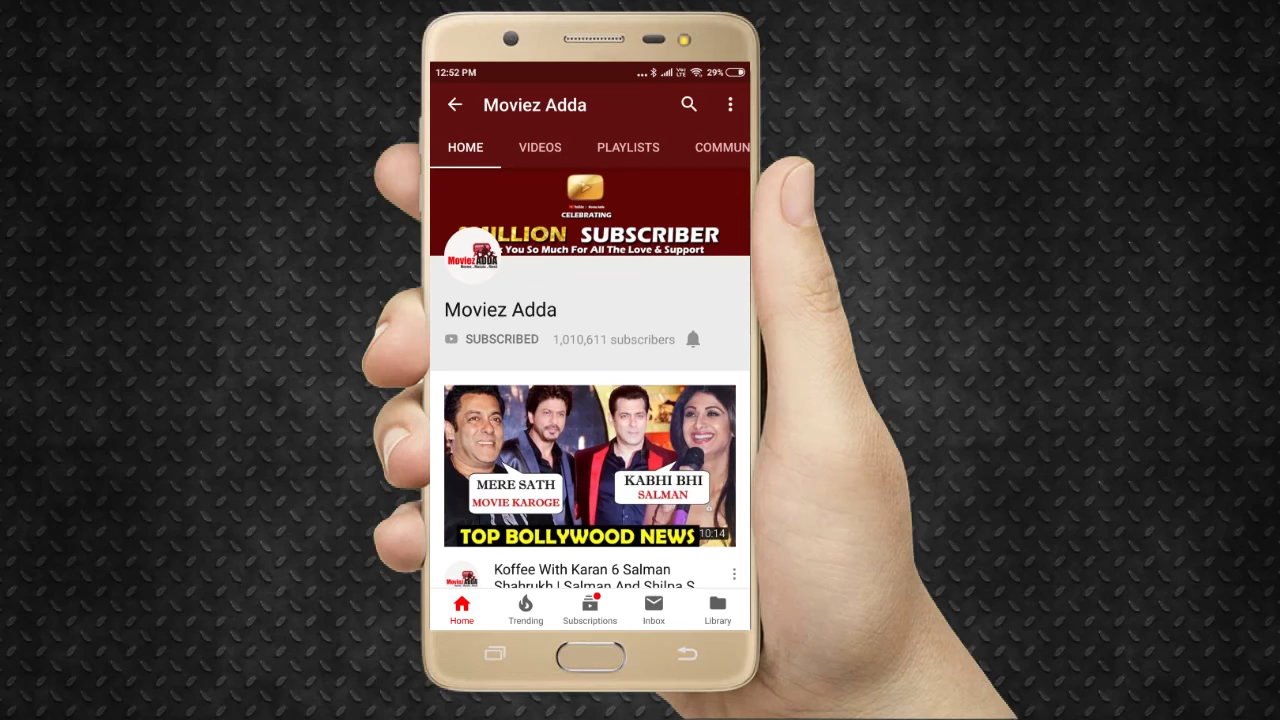 12:52 PM
29%
Moviez Adda
HOME VIDEOS PLAYLISTS COMMUN
CELEBRATING
SUBSCRIBER
You So Much For All The Love & Support
Moviez ADDA
Moviez Adda
SUBSCRIBED 1,010,611 subscribers
MERE SATH
MOVIE KAROGE
KABHI BHI
SALMAN
TOP BOLLYWOOD NEWS
10:14
Koffee With Karan 6 Salman
Shahrukh | Salman And Shilpa S
Home Trending Subscriptions Inbox Library